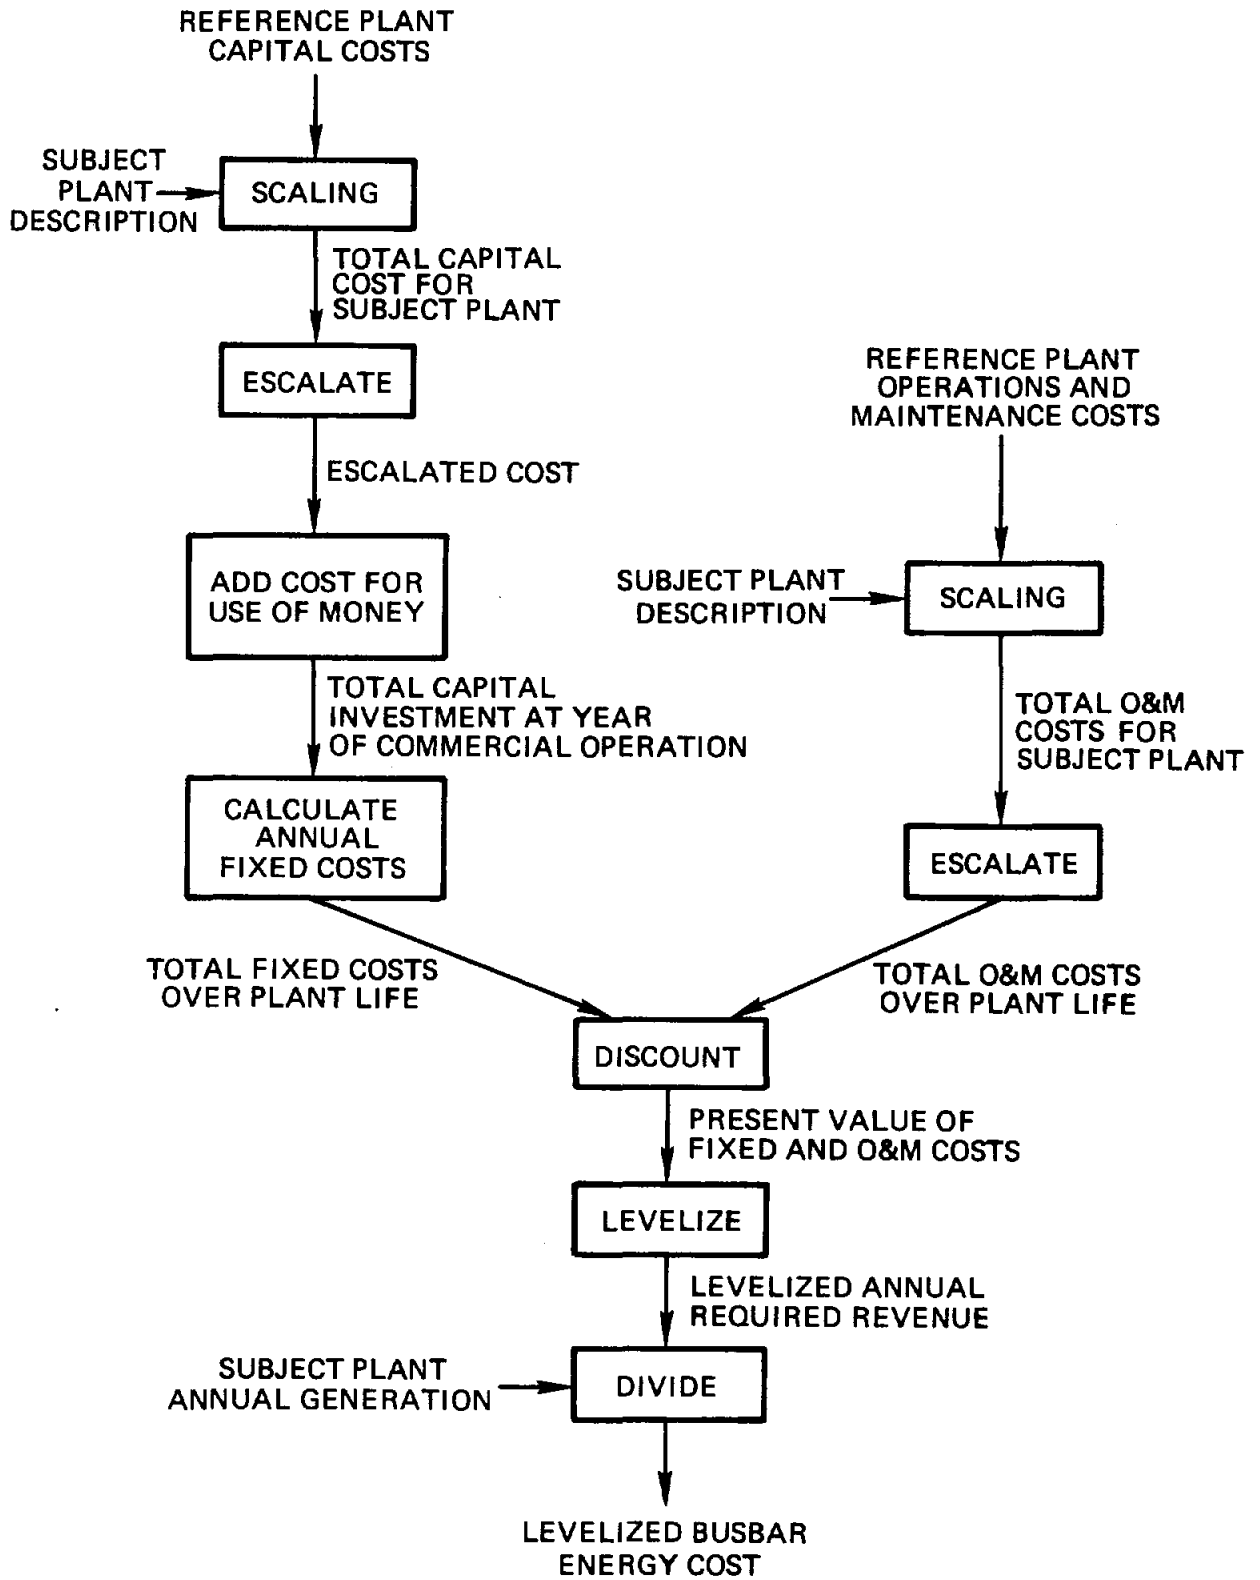 REFERENCE PLANT
CAPITAL COSTS
SUBJECT
PLANT
DESCRIPTION
SCALING
TOTAL CAPITAL
COST FOR
SUBJECT PLANT
ESCALATE
ESCALATED COST
ADD COST FOR
USE OF MONEY
TOTAL CAPITAL
INVESTMENT AT YEAR
OF COMMERCIAL OPERATION
CALCULATE
ANNUAL
FIXED COSTS
TOTAL FIXED COSTS
OVER PLANT LIFE
REFERENCE PLANT
OPERATIONS AND
MAINTENANCE COSTS
SUBJECT PLANT
DESCRIPTION
SCALING
TOTAL O&M
COSTS FOR
SUBJECT PLANT
ESCALATE
TOTAL O&M COSTS
OVER PLANT LIFE
DISCOUNT
PRESENT VALUE OF
FIXED AND O&M COSTS
LEVELIZE
LEVELIZED ANNUAL
REQUIRED REVENUE
SUBJECT PLANT
ANNUAL GENERATION
DIVIDE
LEVELIZED BUSBAR
ENERGY COST